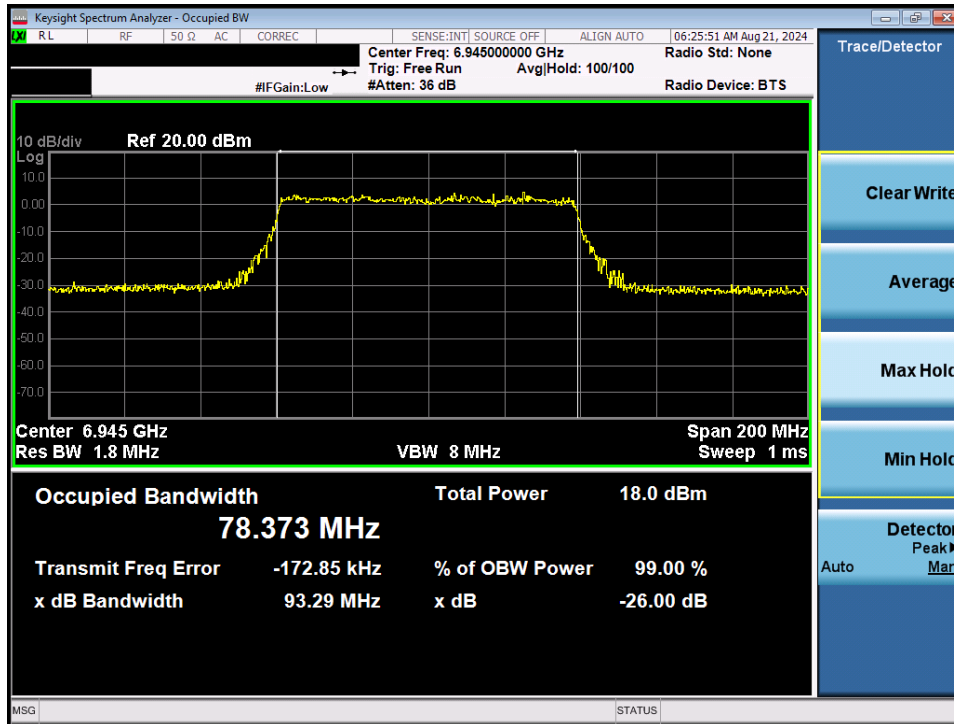 Keysight Spectrum Analyzer - Occupied BW
LXI RL RF 50 Ω AC CORREC SENSE:INT SOURCE OFF ALIGN AUTO 06:25:51 AM Aug 21, 2024
Center Freq: 6.945000000 GHz Radio Std: None
Trig: Free Run Avg|Hold: 100/100
#IFGain:Low #Atten: 36 dB Radio Device: BTS
Trace/Detector
10 dB/div Ref 20.00 dBm
Log
10.0
0.00
-10.0
-20.0
-30.0
-40.0
-50.0
-60.0
-70.0
Center 6.945 GHz Span 200 MHz
Res BW 1.8 MHz VBW 8 MHz Sweep 1 ms
Occupied Bandwidth Total Power 18.0 dBm
78.373 MHz
Transmit Freq Error -172.85 kHz % of OBW Power 99.00 %
x dB Bandwidth 93.29 MHz x dB -26.00 dB
Clear Write
Average
Max Hold
Min Hold
Detector
Peak
Auto Man
MSG STATUS